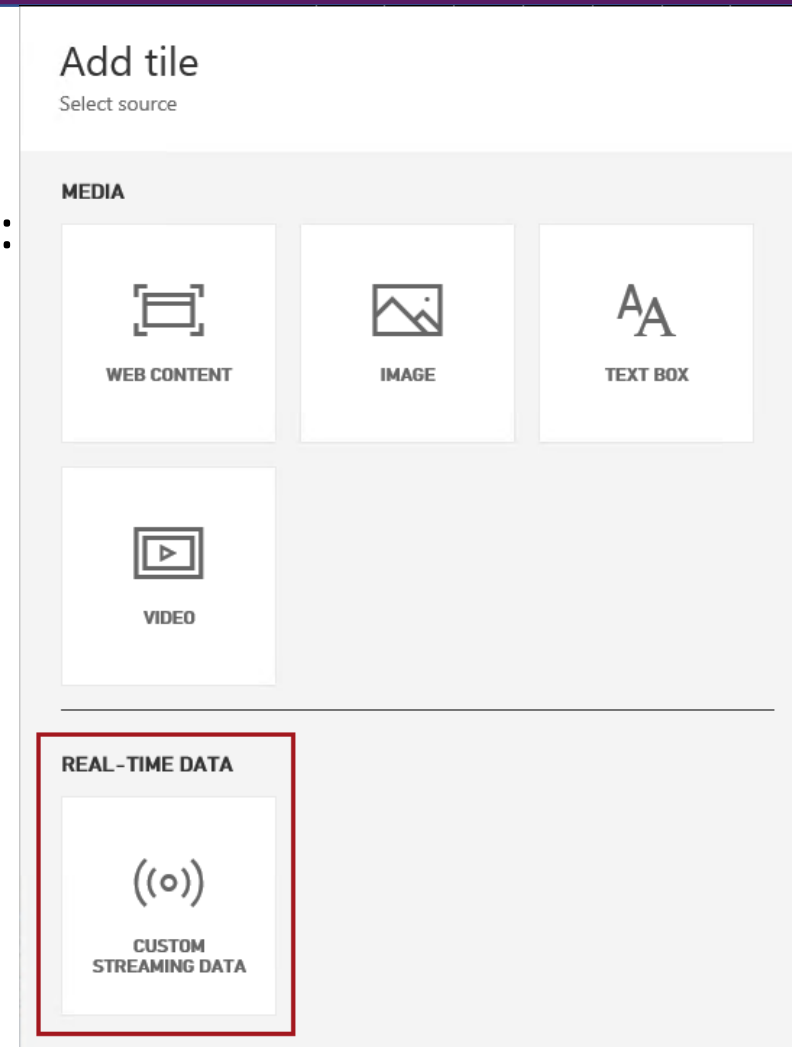 Add tile
Select source
:
MEDIA
WEB CONTENT
IMAGE
TEXT BOX
VIDEO
REAL-TIME DATA
CUSTOM
STREAMING DATA